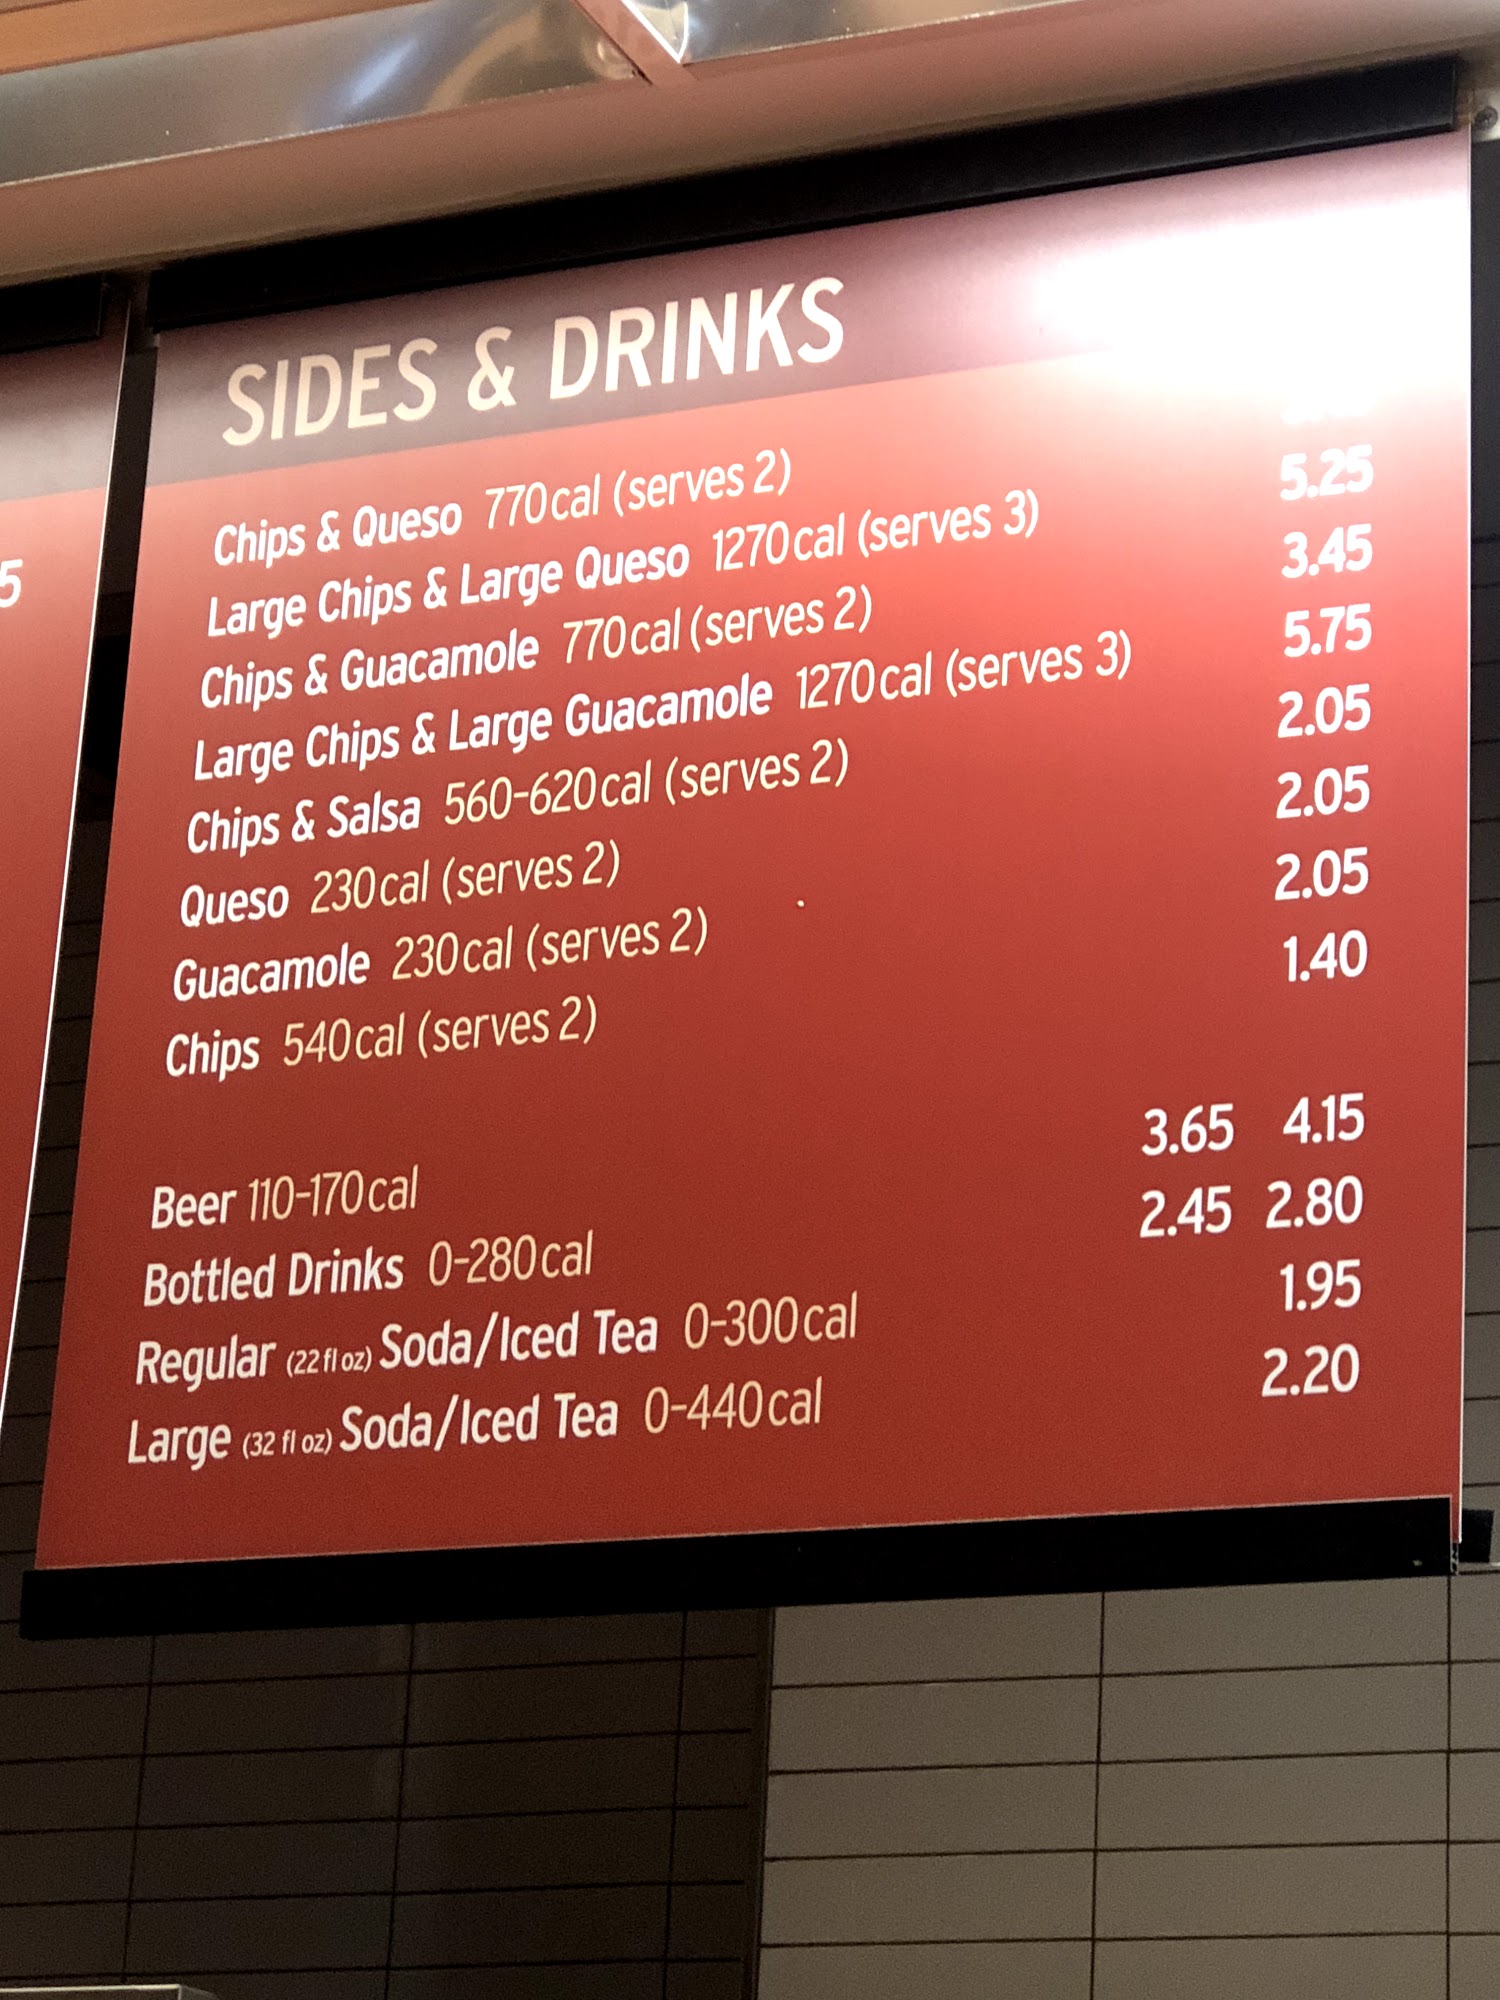 5
SIDES & DRINKS
Chips & Queso 770cal (serves 2)
Large Chips & Large Queso 1270cal (serves 3) 5.25
Chips & Guacamole 770cal (serves 2) 3.45
Large Chips & Large Guacamole 1270cal (serves 3) 5.75
Chips & Salsa 560-620cal (serves 2) 2.05
Queso 230cal (serves 2) 2.05
Guacamole 230cal (serves 2) 2.05
Chips 540cal (serves 2) 1.40
Beer 110-170cal 3.65 4.15
Bottled Drinks 0-280cal 2.45 2.80
Regular (22 fl oz) Soda/Iced Tea 0-300cal 1.95
Large (32 fl oz) Soda/Iced Tea 0-440cal 2.20